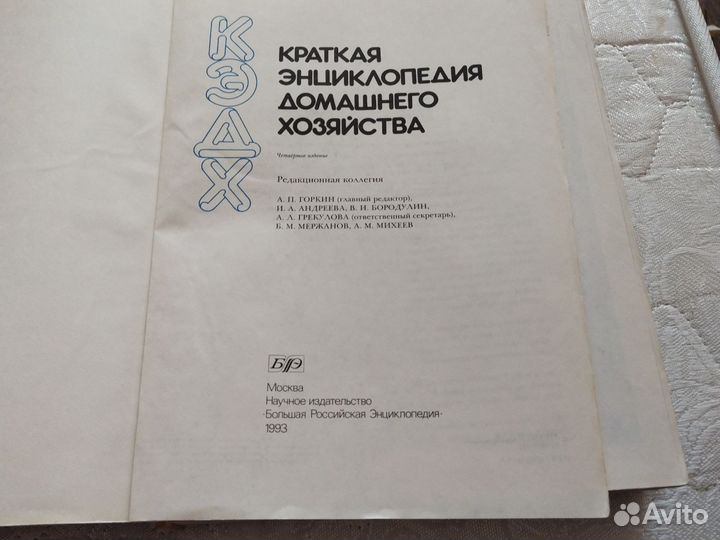 КЭДХ
КРАТКАЯ
ЭНЦИКЛОПЕДИЯ
ДОМАШНЕГО
ХОЗЯЙСТВА
Четвёртое издание
Редакционная коллегия
А. П. ГОРКИН (главный редактор),
И. А. АНДРЕЕВА, В. И. БОРОДУЛИН,
А. Л. ГРЕКУЛОВА (ответственный секретарь),
Б. М. МЕРЖАНОВ, А. М. МИХЕЕВ
БРЭ
Москва
Научное издательство
«Большая Российская Энциклопедия»
1993
Avito